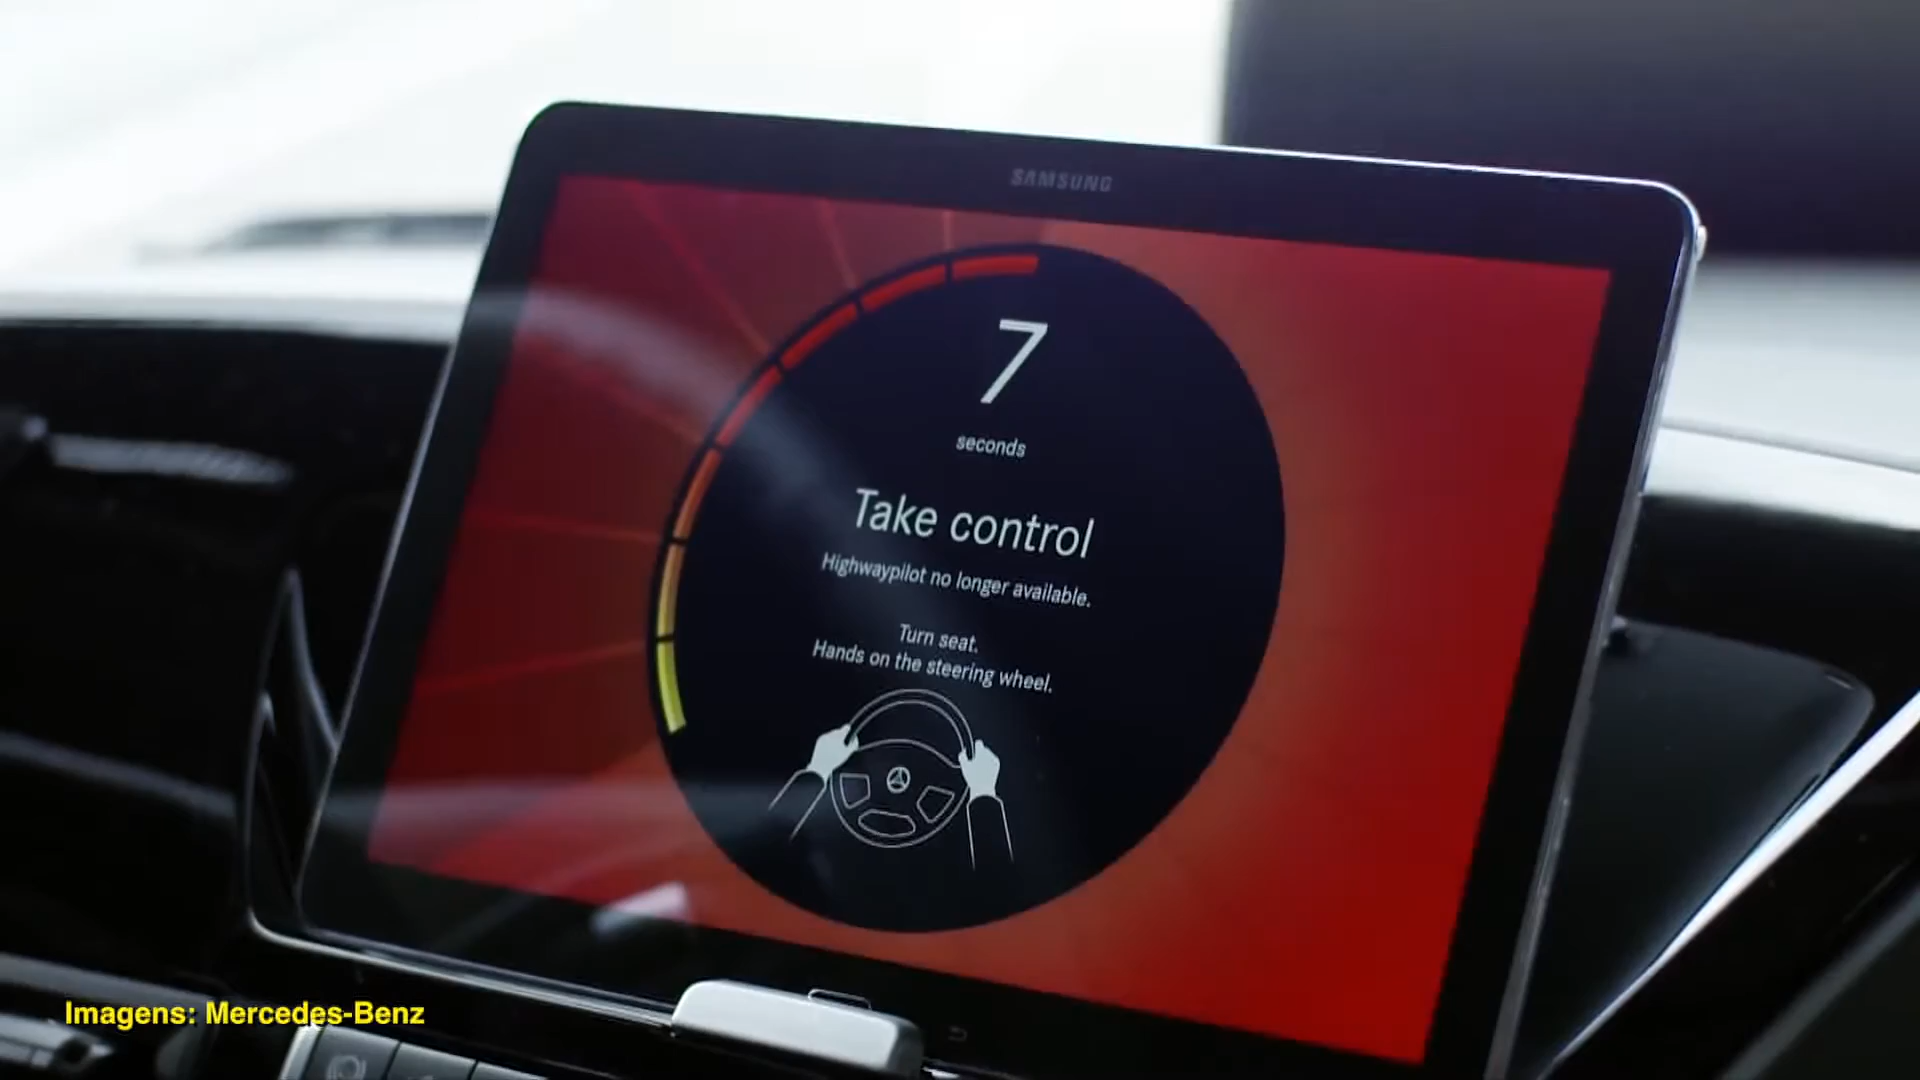 SAMSUNG
7
seconds
Take control
Highwaypilot no longer available.
Turn seat.
Hands on the steering wheel.
Imagens: Mercedes-Benz